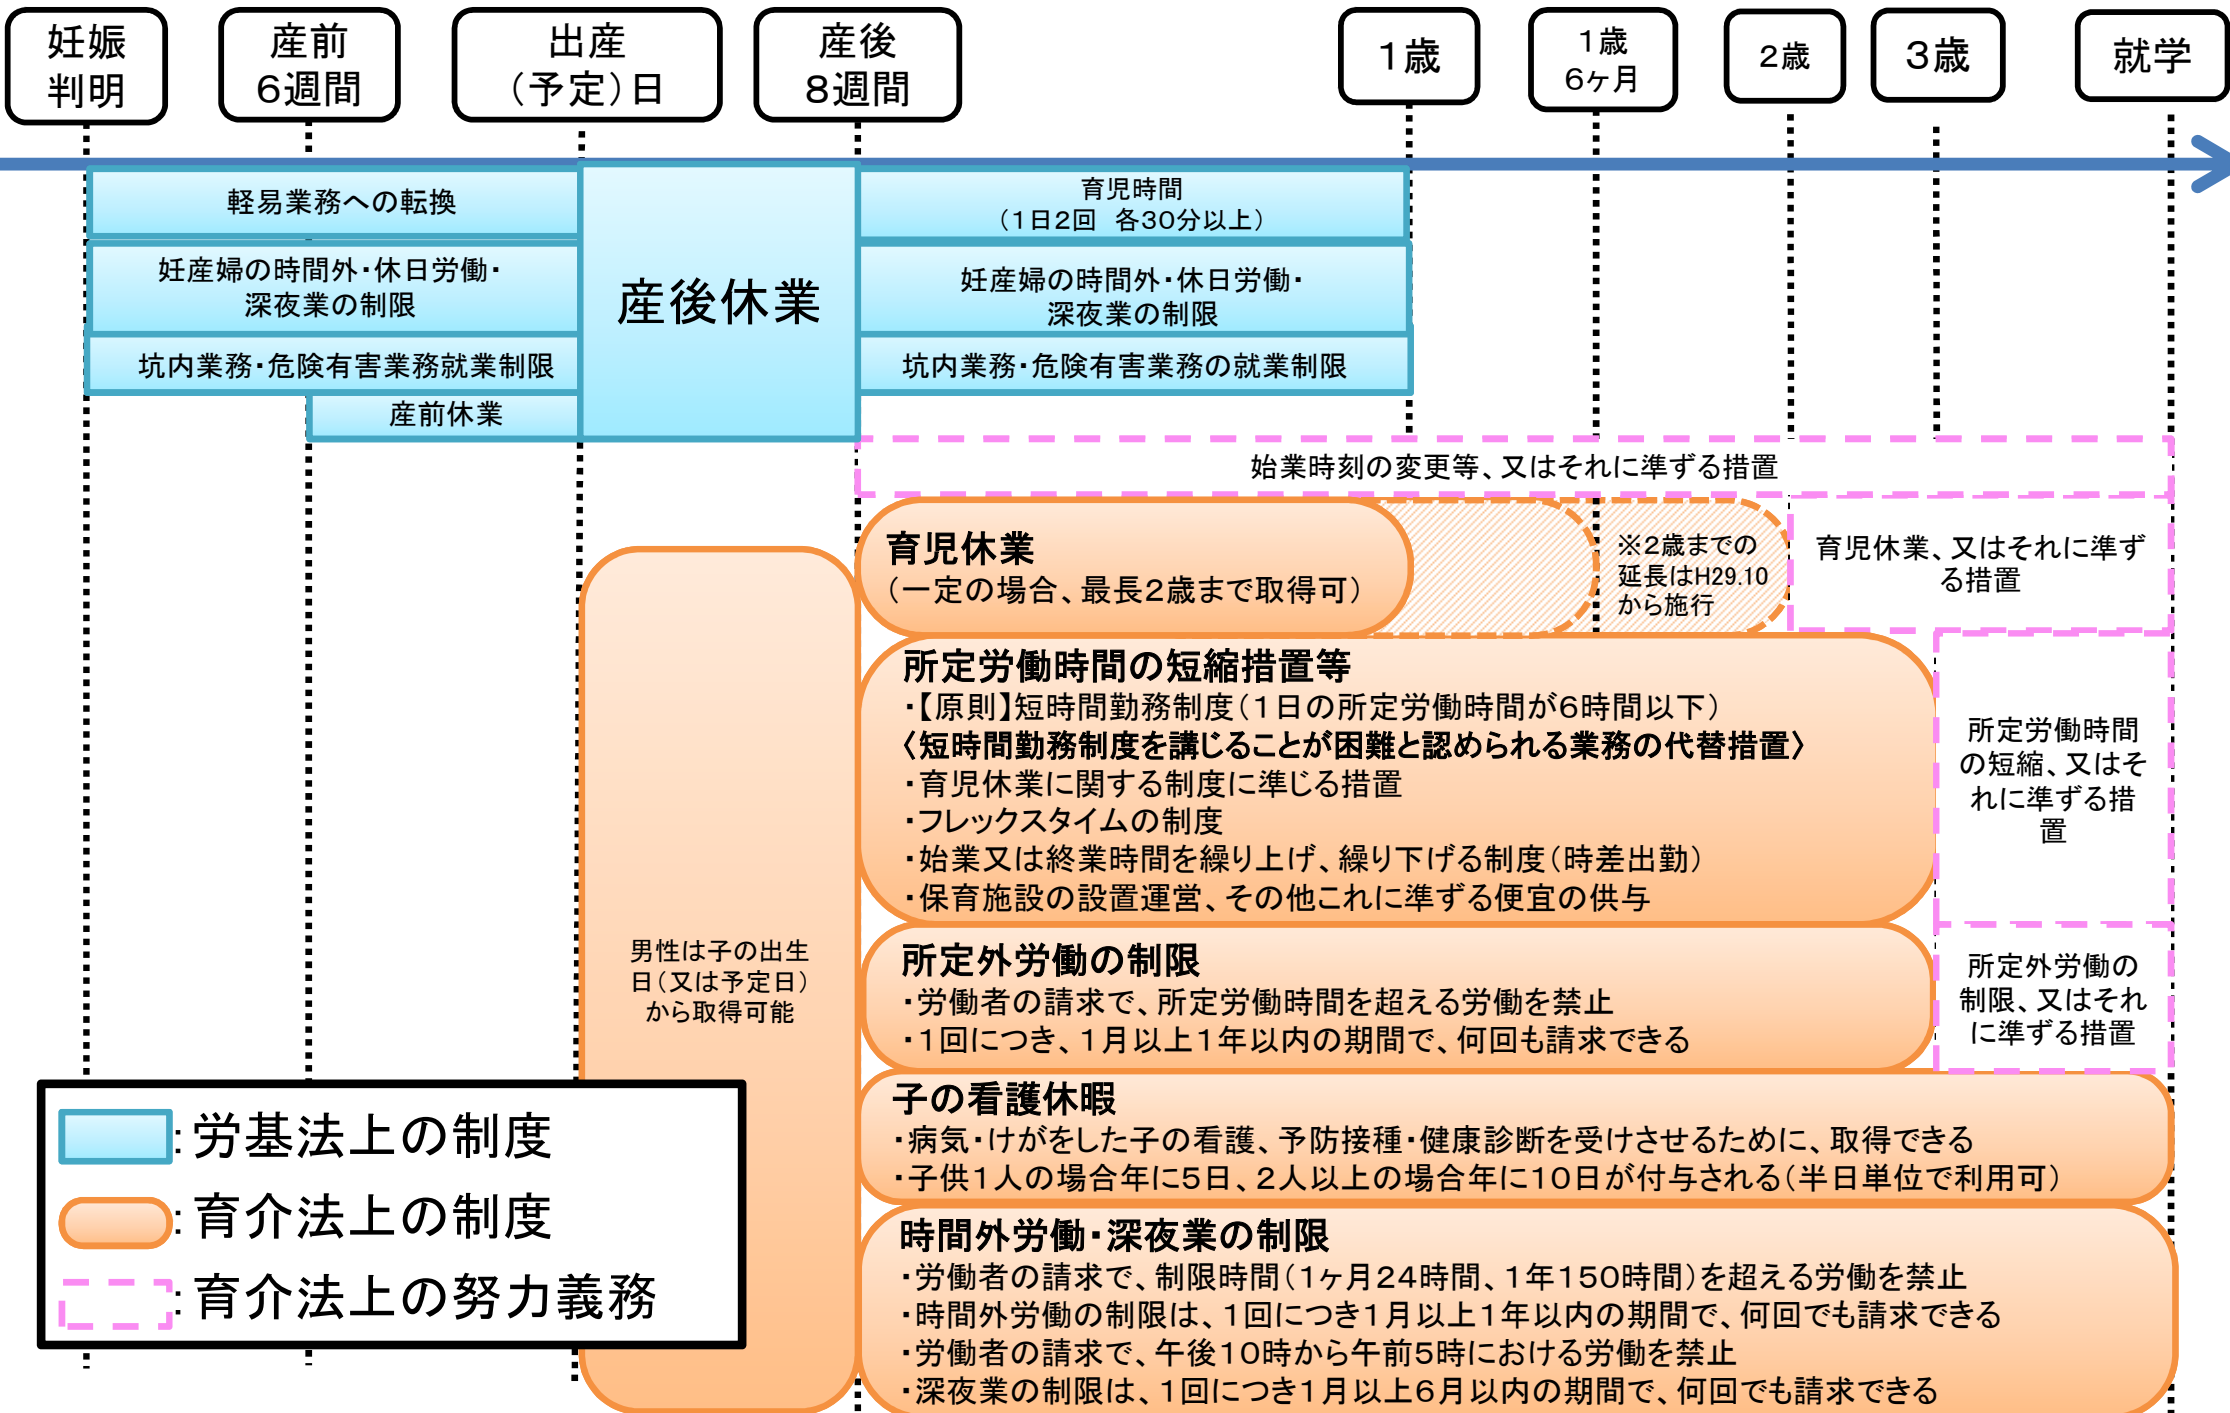 妊娠
判明
産前
6週間
出産
（予定）日
産後
8週間
1歳
1歳
6ヶ月
2歳
3歳
就学
軽易業務への転換
育児時間
（1日2回　各30分以上）
妊産婦の時間外・休日労働・
深夜業の制限
産後休業
妊産婦の時間外・休日労働・
深夜業の制限
坑内業務・危険有害業務就業制限
坑内業務・危険有害業務の就業制限
産前休業
始業時刻の変更等、又はそれに準ずる措置
育児休業
（一定の場合、最長2歳まで取得可）
※2歳までの
延長はH29.10
から施行
育児休業、又はそれに準ず
る措置
所定労働時間の短縮措置等
・【原則】短時間勤務制度（1日の所定労働時間が6時間以下）
〈短時間勤務制度を講じることが困難と認められる業務の代替措置〉
・育児休業に関する制度に準じる措置
・フレックスタイムの制度
・始業又は終業時間を繰り上げ、繰り下げる制度（時差出勤）
・保育施設の設置運営、その他これに準ずる便宜の供与
所定労働時間
の短縮、又はそ
れに準ずる措
置
男性は子の出生
日（又は予定日）
から取得可能
所定外労働の制限
・労働者の請求で、所定労働時間を超える労働を禁止
・1回につき、1月以上1年以内の期間で、何回も請求できる
所定外労働の
制限、又はそれ
に準ずる措置
子の看護休暇
・病気・けがをした子の看護、予防接種・健康診断を受けさせるために、取得できる
・子供1人の場合年に5日、2人以上の場合年に10日が付与される（半日単位で利用可）
時間外労働・深夜業の制限
・労働者の請求で、制限時間（1ヶ月24時間、1年150時間）を超える労働を禁止
・時間外労働の制限は、1回につき1月以上1年以内の期間で、何回でも請求できる
・労働者の請求で、午後10時から午前5時における労働を禁止
・深夜業の制限は、1回につき1月以上6月以内の期間で、何回でも請求できる
：労基法上の制度
：育介法上の制度
：育介法上の努力義務